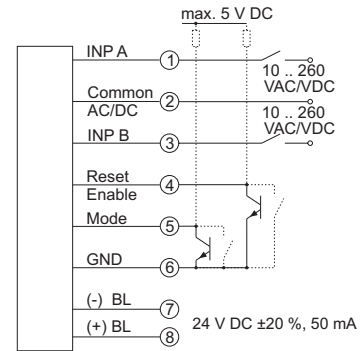 max. 5 V DC
INP A
1
10 .. 260
VAC/VDC
Common
AC/DC
2
10 .. 260
VAC/VDC
INP B
3
Reset
Enable
4
Mode
5
GND
6
(-) BL
7
(+) BL
8
24 V DC ±20 %, 50 mA